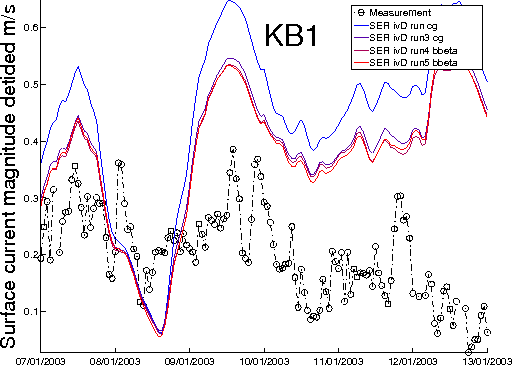 Surface current magnitude detided m/s
0.6
0.5
0.4
0.3
0.2
0.1
KB1
Measurement
SER ivD run cg
SER ivD run3 cg
SER ivD run4 bbeta
SER ivD run5 bbeta
07/01/2003 08/01/2003 09/01/2003 10/01/2003 11/01/2003 12/01/2003 13/01/2003